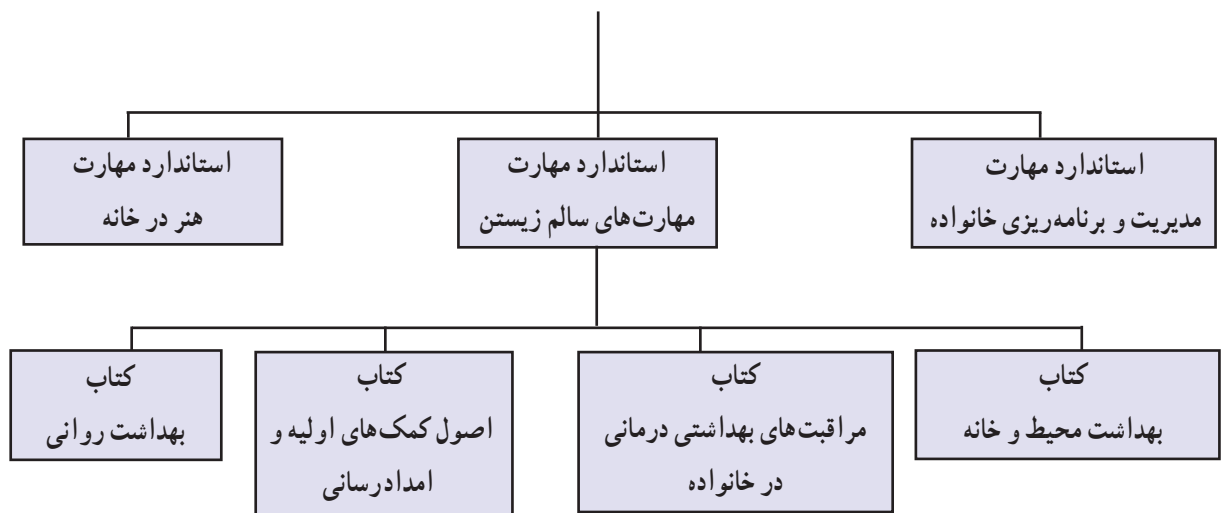 استاندارد مهارت
مدیریت و برنامه‌ریزی خانواده
استاندارد مهارت
مهارت‌های سالم زیستن
استاندارد مهارت
هنر در خانه
کتاب
بهداشت محیط و خانه
کتاب
مراقبت‌های بهداشتی درمانی
در خانواده
کتاب
اصول کمک‌های اولیه و
امدادرسانی
کتاب
بهداشت روانی